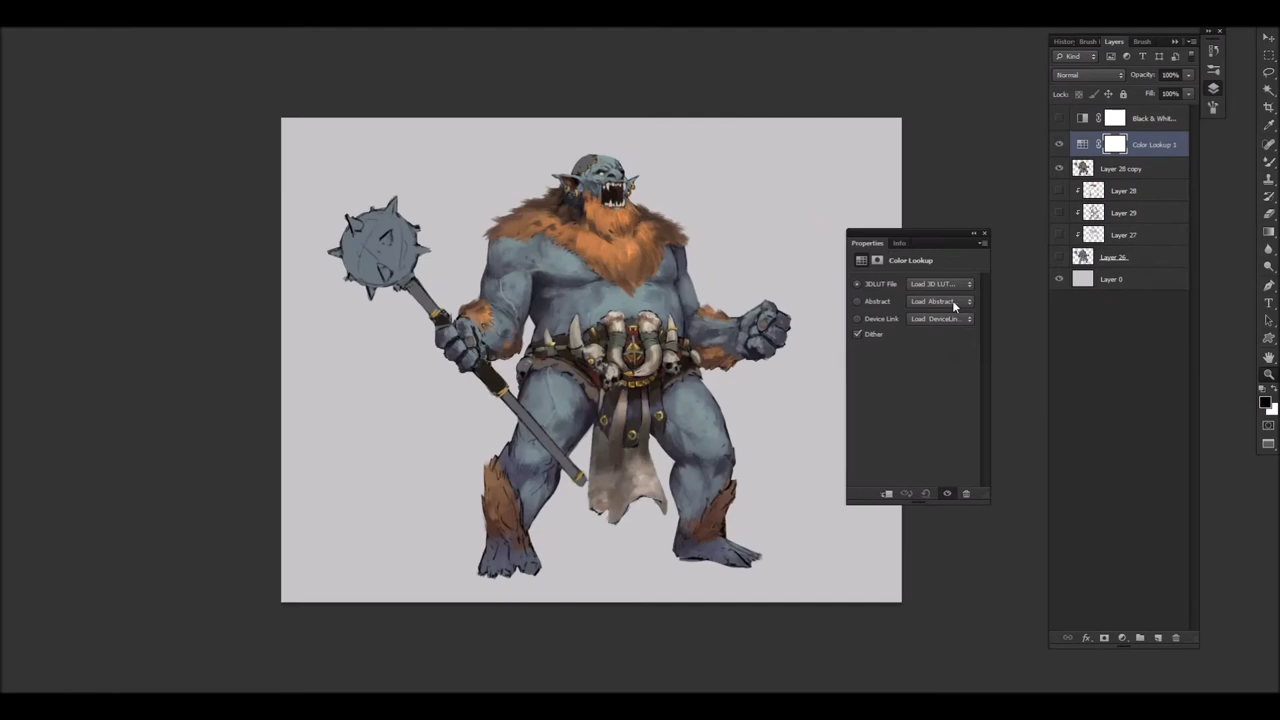 Histor Brush Layers Brush
Kind
Normal Opacity: 100%
Lock: Fill: 100%
Black & Whit...
Color Lookup 1
Layer 28 copy
Layer 28
Layer 29
Layer 27
Layer 26
Layer 0
Properties Info
Color Lookup
3DLUT File Load 3D LUT...
Abstract Load Abstract
Device Link Load DeviceLin...
Dither